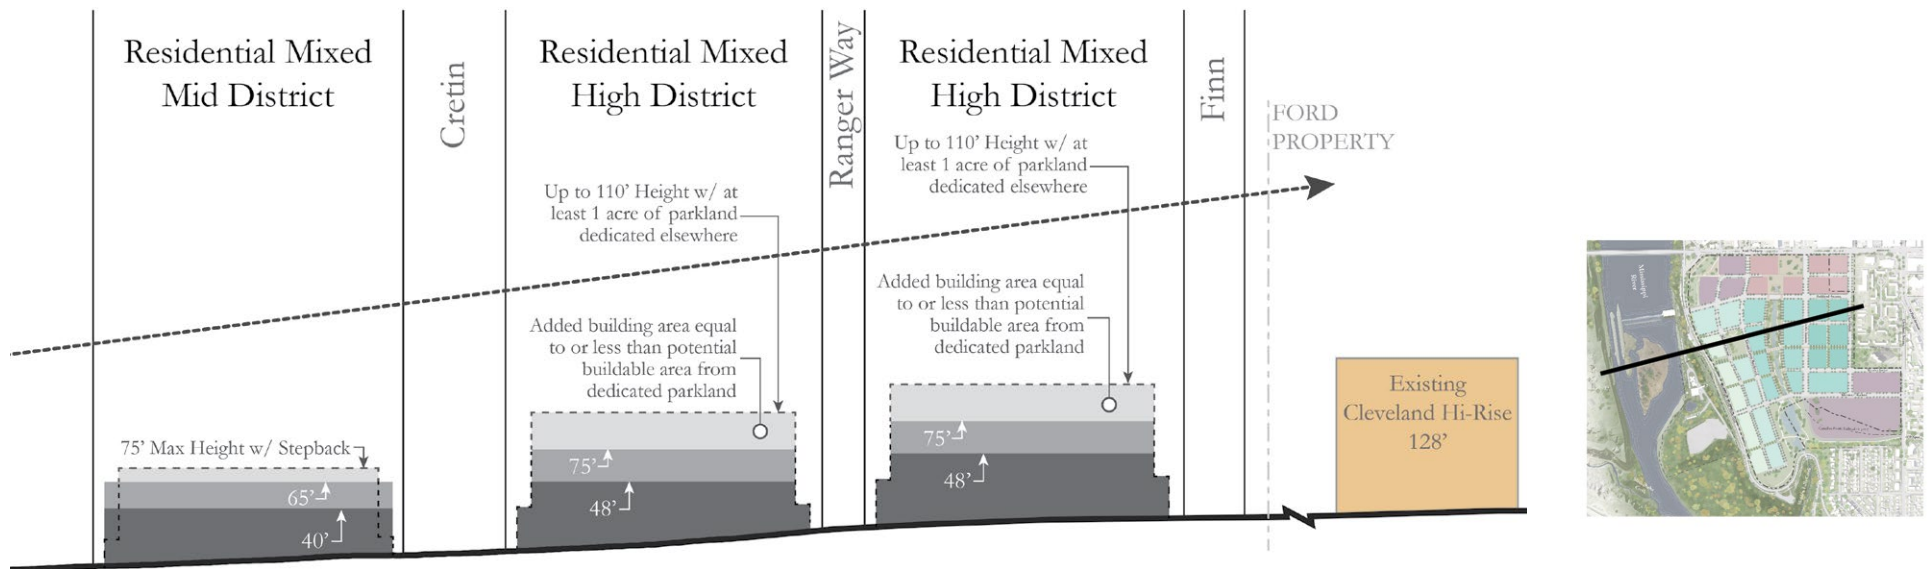 Residential Mixed
Mid District
Cretin
Residential Mixed
High District
Ranger Way
Residential Mixed
High District
Finn
FORD
PROPERTY
Up to 110' Height w/ at
least 1 acre of parkland
dedicated elsewhere
Up to 110' Height w/ at
least 1 acre of parkland
dedicated elsewhere
Added building area equal
to or less than potential
buildable area from
dedicated parkland
Added building area equal
to or less than potential
buildable area from
dedicated parkland
75' Max Height w/ Stepback
65'
40'
75'
48'
75'
48'
Existing
Cleveland Hi-Rise
128'
Mississippi
River